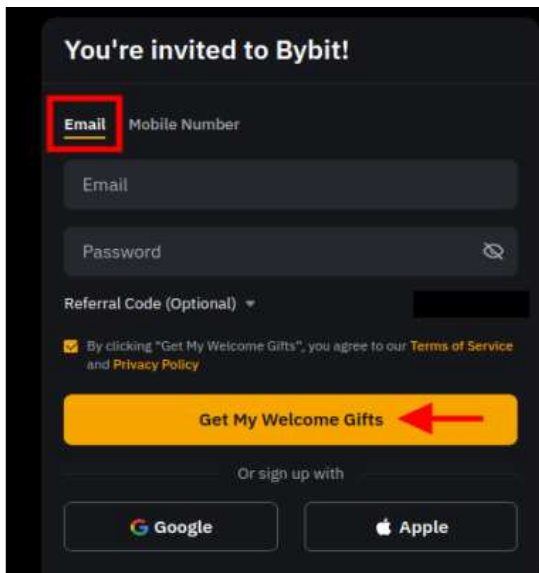 You're invited to Bybit!
Email Mobile Number
Email
Password
Referral Code (Optional)
By clicking "Get My Welcome Gifts", you agree to our Terms of Service
and Privacy Policy
Get My Welcome Gifts
Or sign up with
Google Apple